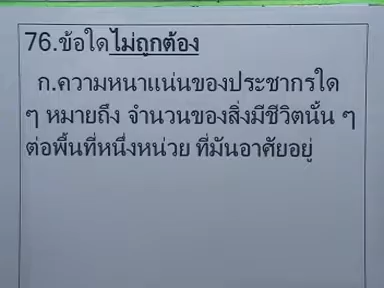 76.ข้อใดไม่ถูกต้อง
ก.ความหนาแน่นของประชากรใด
ๆ หมายถึง จำนวนของสิ่งมีชีวิตนั้น ๆ
ต่อพื้นที่หนึ่งหน่วย ที่มันอาศัยอยู่